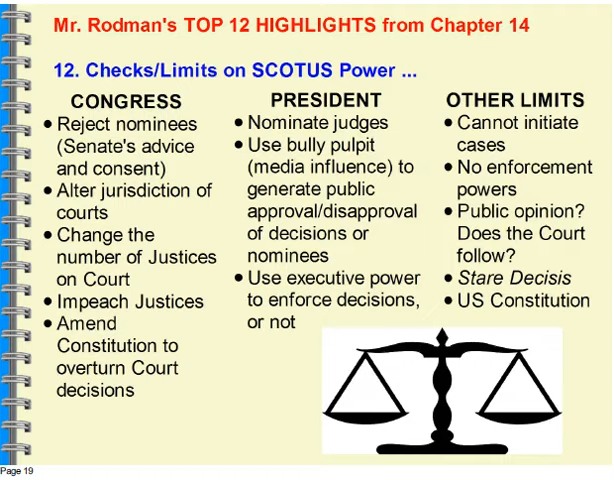 Mr. Rodman's TOP 12 HIGHLIGHTS from Chapter 14
12. Checks/Limits on SCOTUS Power ...
CONGRESS
• Reject nominees
(Senate's advice
and consent)
• Alter jurisdiction of
courts
• Change the
number of Justices
on Court
• Impeach Justices
• Amend
Constitution to
overturn Court
decisions
PRESIDENT
• Nominate judges
• Use bully pulpit
(media influence) to
generate public
approval/disapproval
of decisions or
nominees
• Use executive power
to enforce decisions,
or not
OTHER LIMITS
• Cannot initiate
cases
• No enforcement
powers
• Public opinion?
Does the Court
follow?
• Stare Decisis
• US Constitution
Page 19